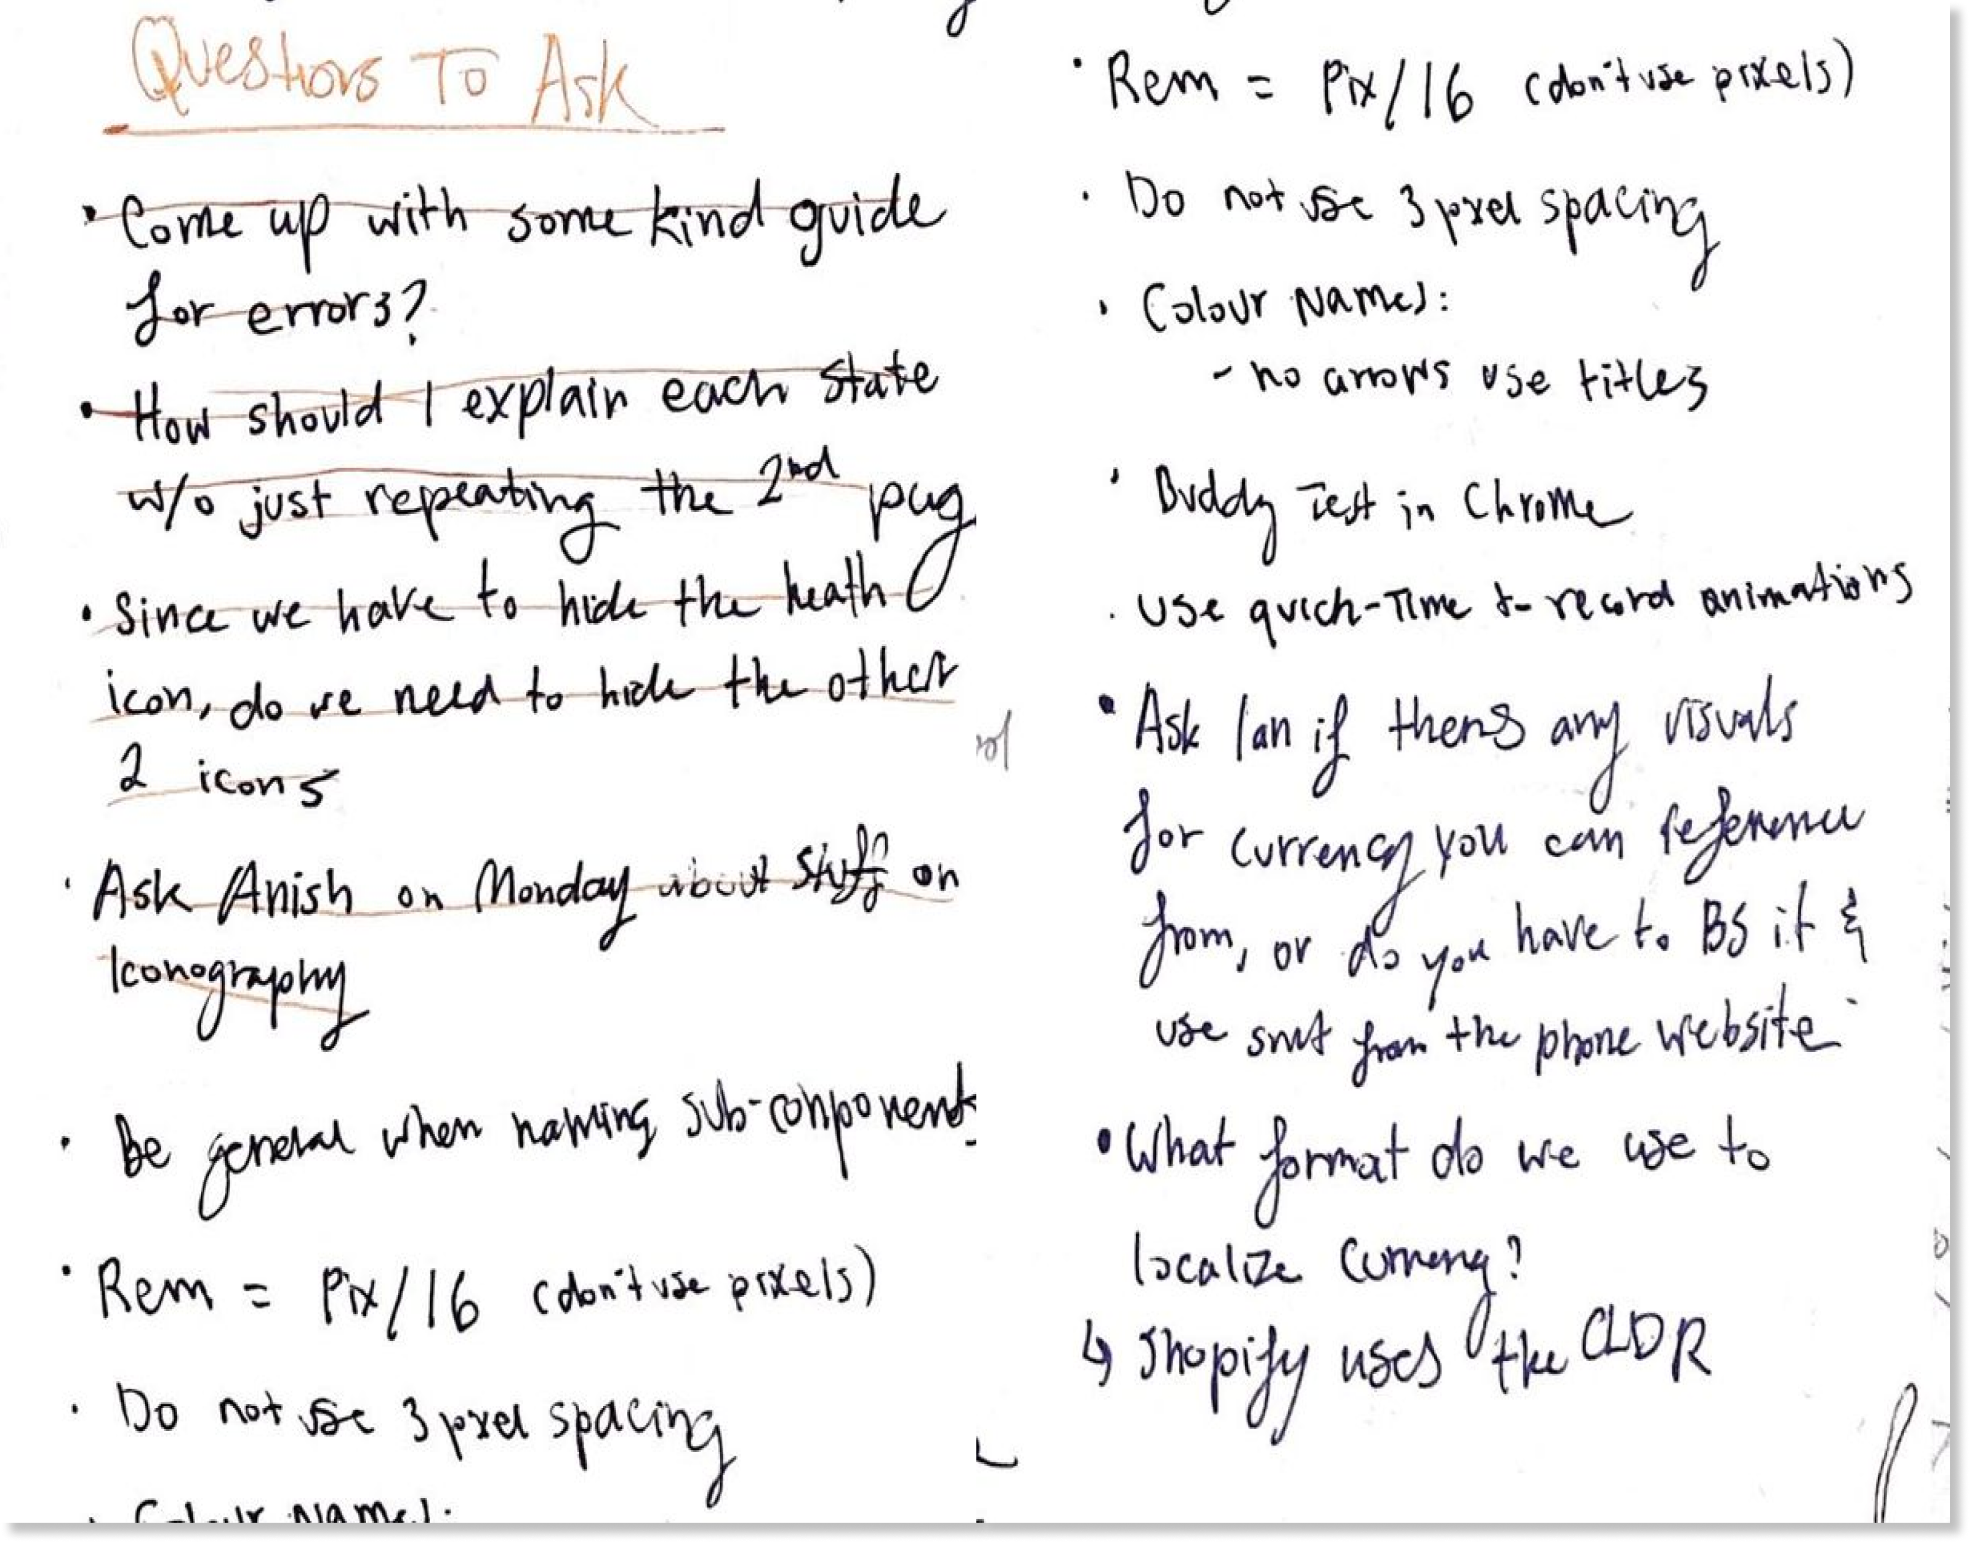 Questions To Ask
• Come up with some kind guide
for errors?
• How should I explain each state
w/o just repeating the 2nd pag
• Since we have to hide the heath
icon, do we need to hide the other
2 icons
• Ask Anish on Monday about stuff on
Iconography
• Be general when naming sub-components
• Rem = Pix/16 (don't use pixels)
• Do not use 3 pixel spacing
• Colour Names:
• Rem = Pix/16 (don't use pixels)
• Do not use 3 pixel spacing
• Colour Names:
- no arrows use titles
• Buddy Test in Chrome
• use quick-Time to record animations
• Ask Ian if theres any visuals
for currency you can reference
from, or do you have to BS it &
use smt from the phone website
• What format do we use to
localize currency?
↳ Shopify uses the CLDR